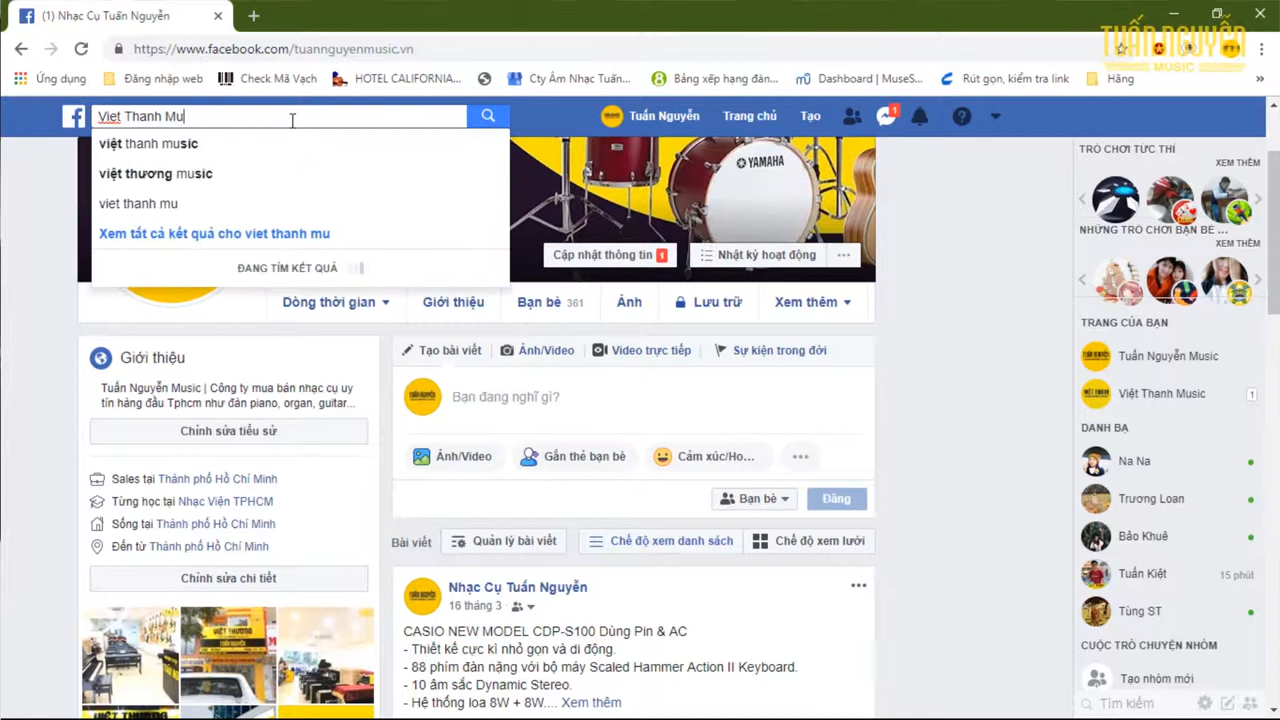 (1) Nhạc Cụ Tuấn Nguyễn
TUẤN NGUYỄN
MUSIC
https://www.facebook.com/tuannguyenmusic.vn
Ứng dụng
Đăng nhập web
Check Mã Vạch
HOTEL CALIFORNIA...
Cty Âm Nhạc Tuấn...
Bảng xếp hạng đàn...
Dashboard | MuseS...
Rút gọn, kiểm tra link
Hãng
Viet Thanh Mu
Tuấn Nguyễn
Trang chủ
Tạo
1
việt thanh music
việt thương music
viet thanh mu
Xem tất cả kết quả cho viet thanh mu
ĐANG TÌM KẾT QUẢ
YAMAHA
Cập nhật thông tin 1
Nhật ký hoạt động
Dòng thời gian
Giới thiệu
Bạn bè 361
Ảnh
Lưu trữ
Xem thêm
Giới thiệu
Tuấn Nguyễn Music | Công ty mua bán nhạc cụ uy
tín hàng đầu Tphcm như đàn piano, organ, guitar...
Chỉnh sửa tiểu sử
Sales tại Thành phố Hồ Chí Minh
Từng học tại Nhạc Viện TPHCM
Sống tại Thành phố Hồ Chí Minh
Đến từ Thành phố Hồ Chí Minh
Chỉnh sửa chi tiết
VIỆT THƯƠNG
Tạo bài viết
Ảnh/Video
Video trực tiếp
Sự kiện trong đời
Bạn đang nghĩ gì?
Ảnh/Video
Gắn thẻ bạn bè
Cảm xúc/Ho...
Bạn bè
Đăng
Bài viết
Quản lý bài viết
Chế độ xem danh sách
Chế độ xem lưới
Nhạc Cụ Tuấn Nguyễn
16 tháng 3
CASIO NEW MODEL CDP-S100 Dùng Pin & AC
- Thiết kế cực kì nhỏ gọn và di động.
- 88 phím đàn nặng với bộ máy Scaled Hammer Action II Keyboard.
- 10 âm sắc Dynamic Stereo.
- Hệ thống loa 8W + 8W.... Xem thêm
TRÒ CHƠI TỨC THÌ
XEM THÊM
NHỮNG TRÒ CHƠI BẠN BÈ ...
XEM THÊM
TRANG CỦA BẠN
Tuấn Nguyễn Music
Việt Thanh Music
1
DANH BẠ
Na Na
Trương Loan
Bảo Khuê
Tuấn Kiệt
15 phút
Tùng ST
CUỘC TRÒ CHUYỆN NHÓM
Tạo nhóm mới
Tìm kiếm